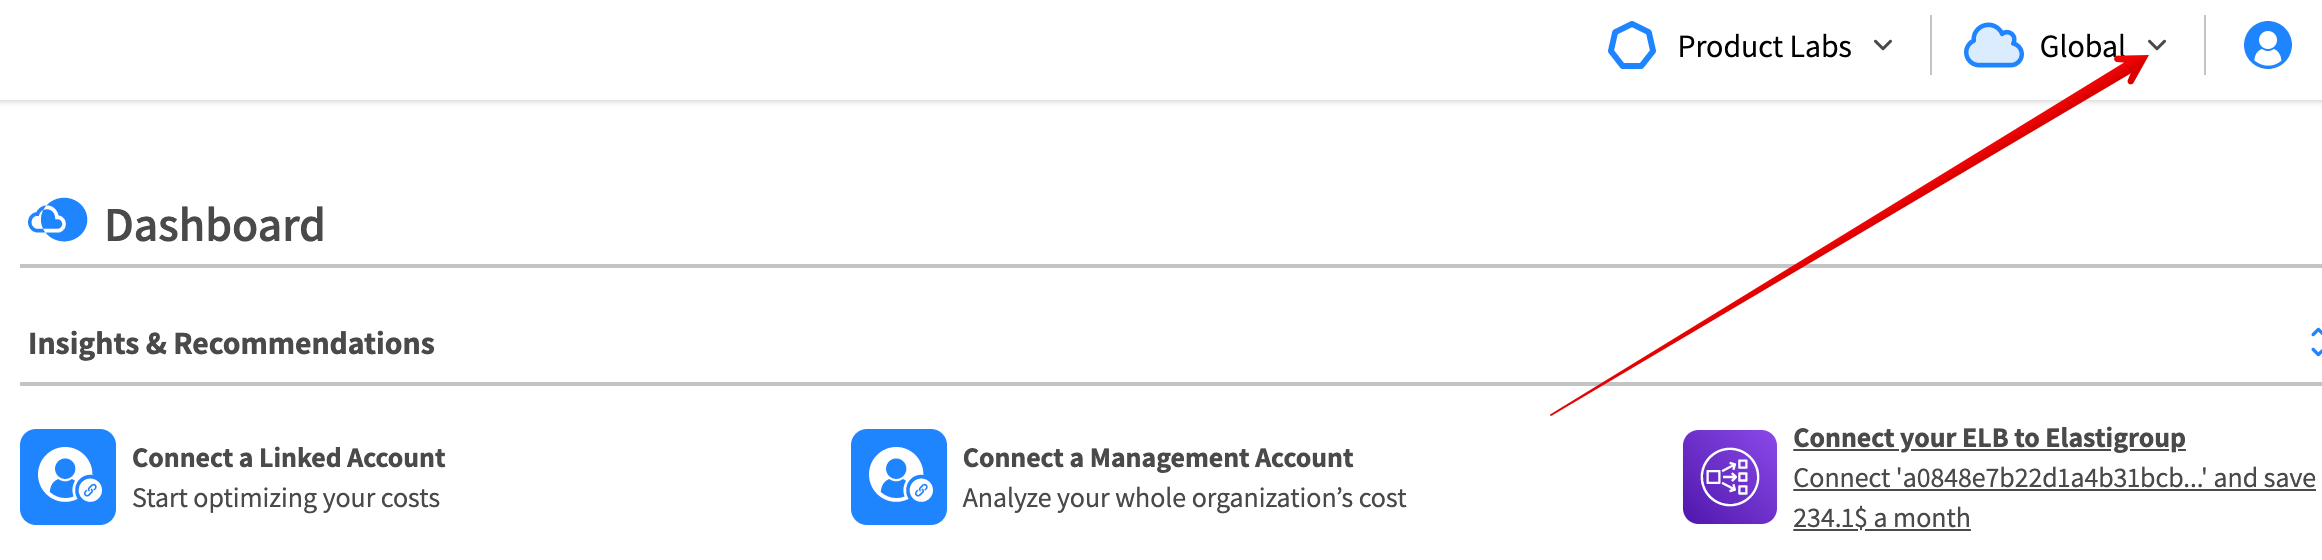 Product Labs
Global
Dashboard
Insights & Recommendations
Connect a Linked Account
Start optimizing your costs
Connect a Management Account
Analyze your whole organization’s cost
Connect your ELB to Elastigroup
Connect 'a0848e7b22d1a4b31bcb...' and save
234.1$ a month